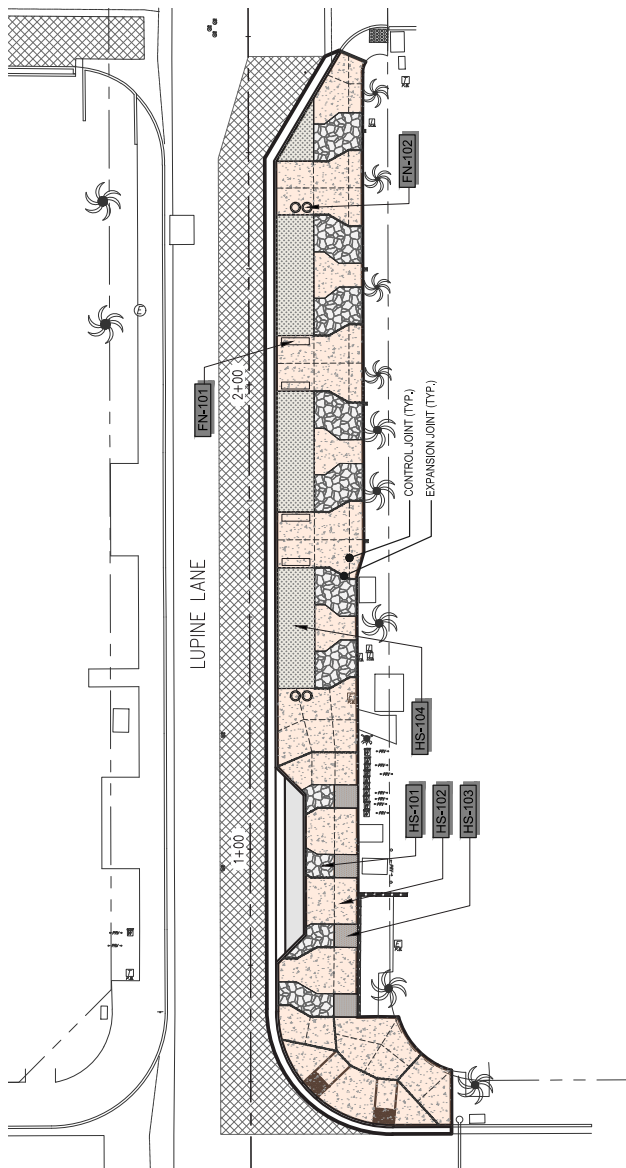 FN-102
FN-101
2+00
CONTROL JOINT (TYP.)
EXPANSION JOINT (TYP.)
LUPINE LANE
HS-104
1+00
HS-101
HS-102
HS-103